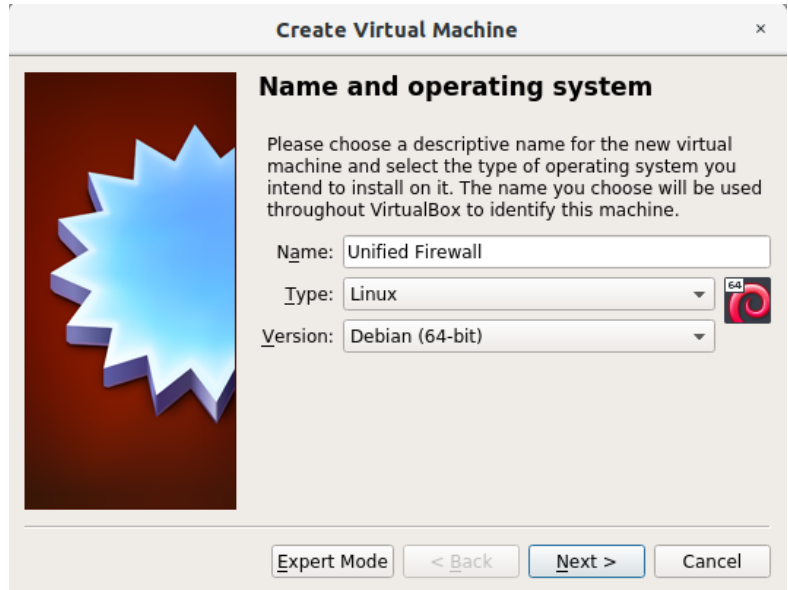 Create Virtual Machine
×
Name and operating system
Please choose a descriptive name for the new virtual
machine and select the type of operating system you
intend to install on it. The name you choose will be used
throughout VirtualBox to identify this machine.
Name: Unified Firewall
Type: Linux
64
Version: Debian (64-bit)
Expert Mode < Back Next > Cancel